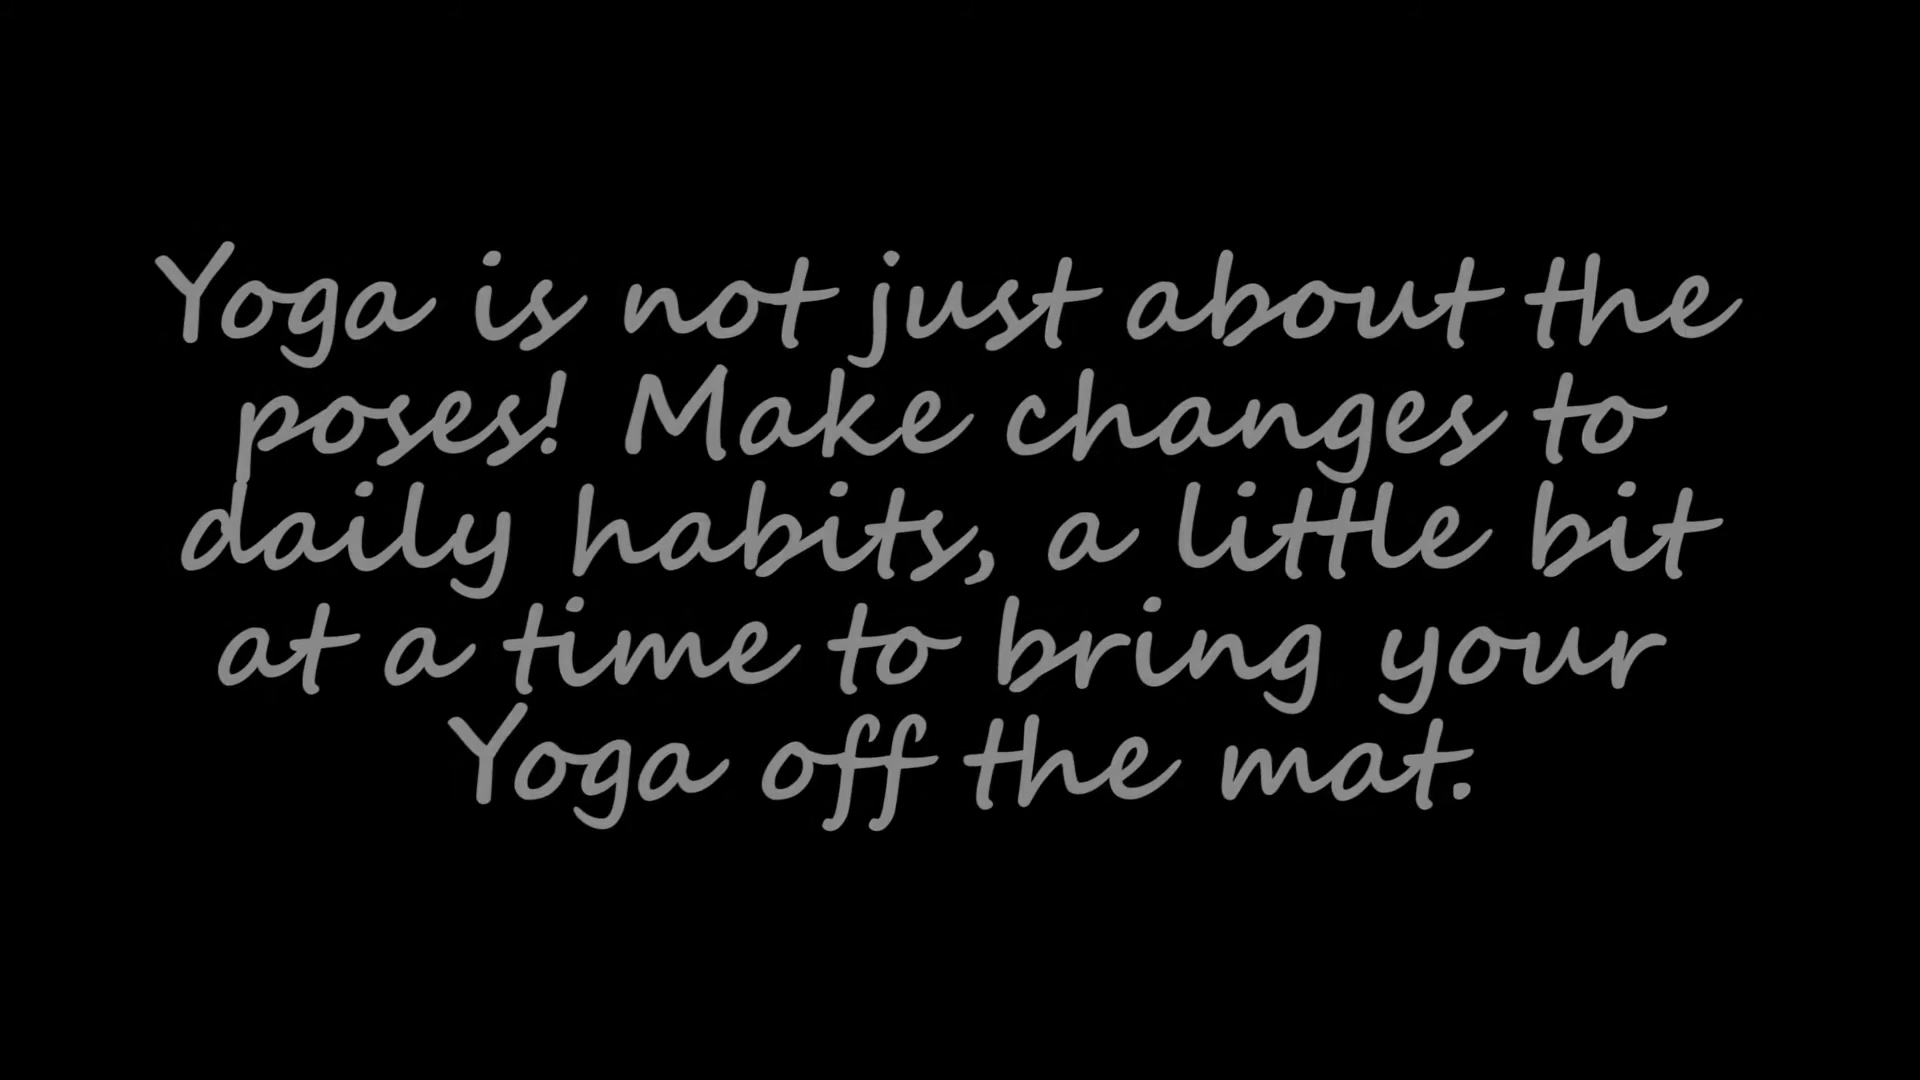 Yoga is not just about the
poses! Make changes to
daily habits, a little bit
at a time to bring your
Yoga off the mat.